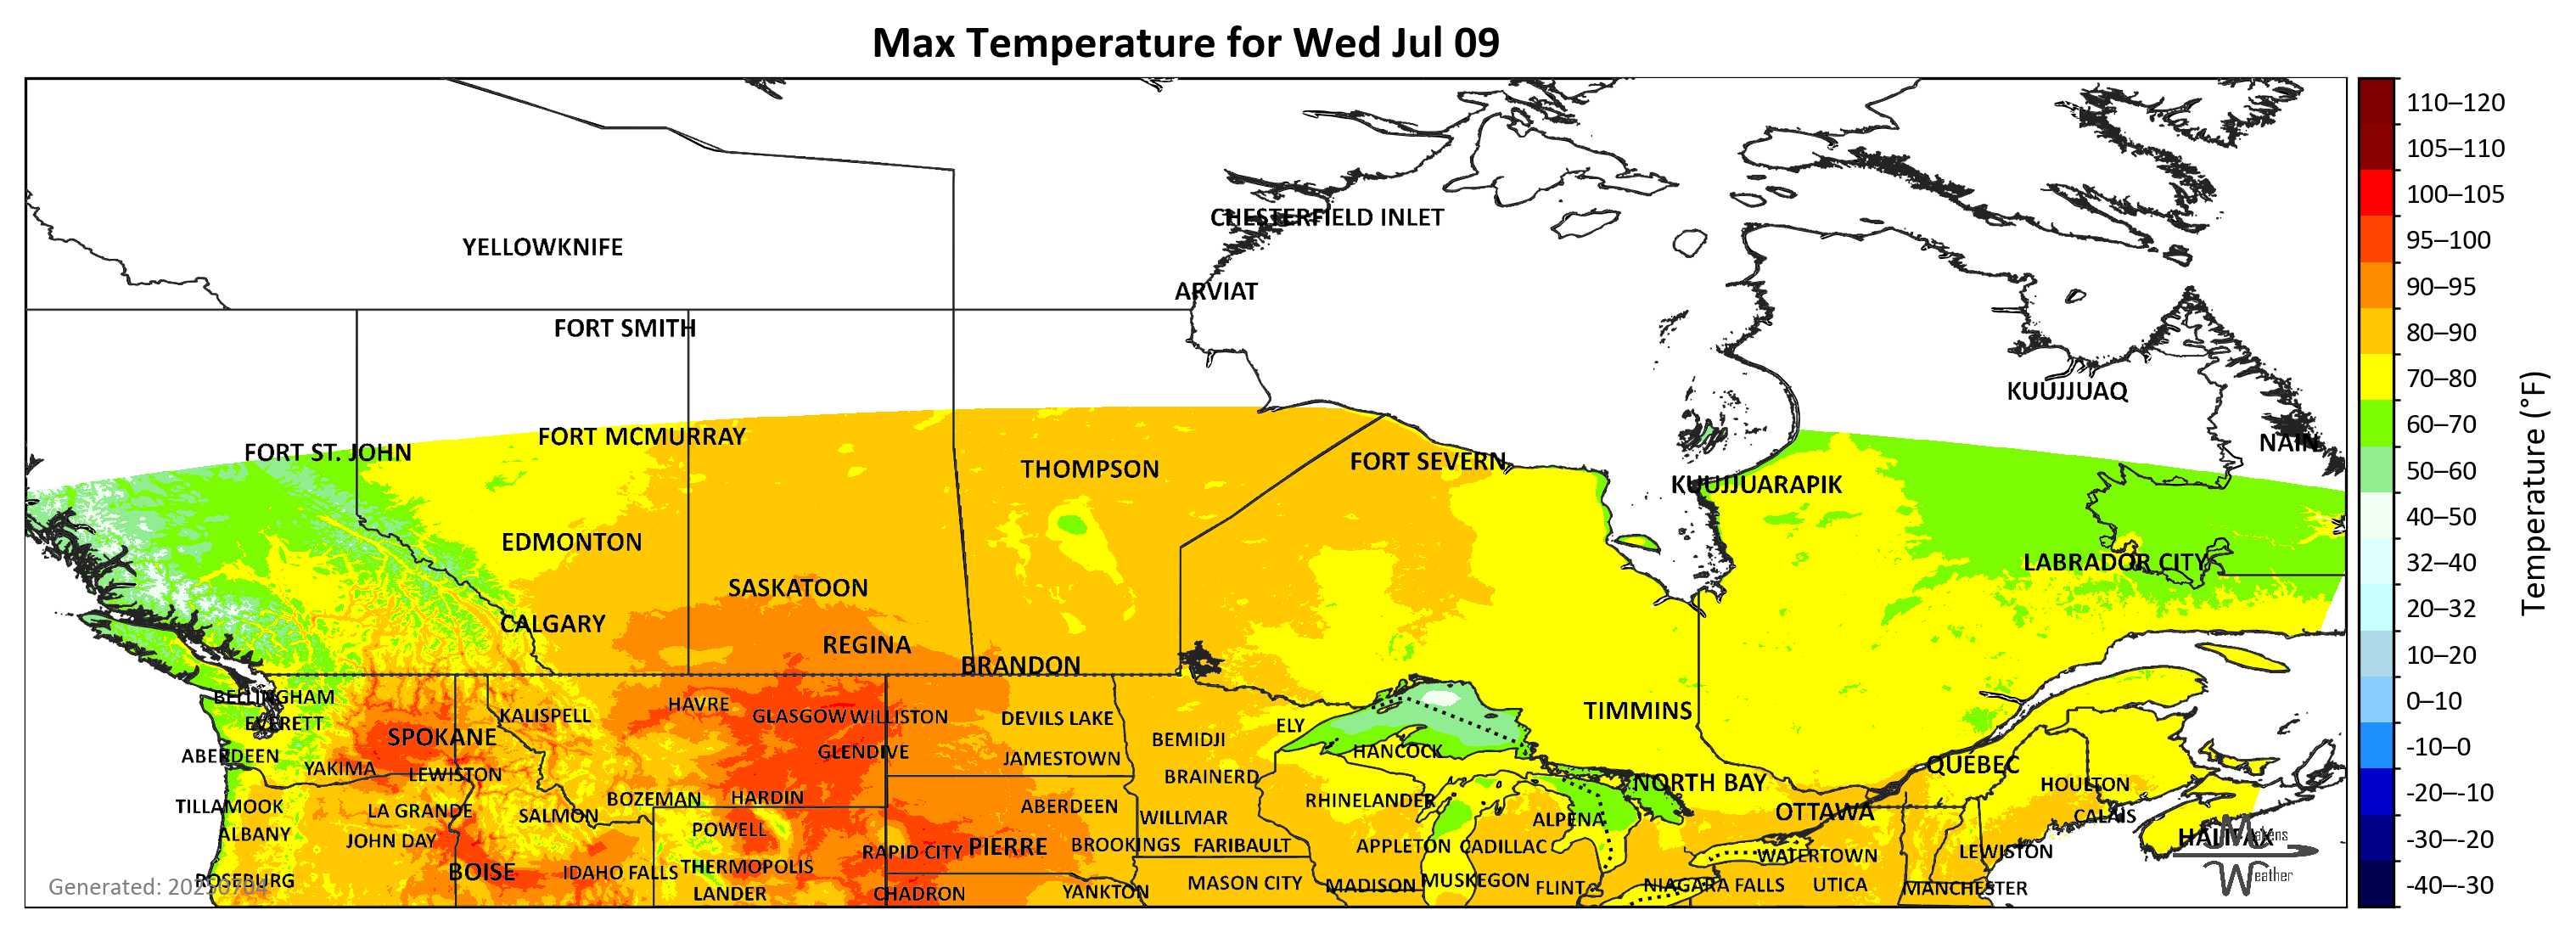 Max Temperature for Wed Jul 09
CHESTERFIELD INLET
YELLOWKNIFE
ARVIAT
FORT SMITH
KUUJJUAQ
FORT MCMURRAY
NAIN
FORT ST. JOHN
FORT SEVERN
THOMPSON
KUUJJUARAPIK
EDMONTON
LABRADOR CITY
SASKATOON
CALGARY
REGINA
BRANDON
BELLINGHAM
HAVRE
TIMMINS
KALISPELL
GLASGOW WILLISTON
DEVILS LAKE
EVERETT
ELY
SPOKANE
BEMIDJI
GLENDIVE
HANCOCK
ABERDEEN
JAMESTOWN
QUÉBEC
YAKIMA
LEWISTON
BRAINERD
NORTH BAY
HOULTON
BOZEMAN
HARDIN
RHINELANDER
TILLAMOOK
ABERDEEN
LA GRANDE
SALMON
OTTAWA
CALAIS
WILLMAR
ALPENA
POWELL
ALBANY
JOHN DAY
HALIFAX
RAPID CITY
PIERRE
BROOKINGS
FARIBAULT
APPLETON
CADILLAC
WATERTOWN
LEWISTON
BOISE
IDAHO FALLS
THERMOPOLIS
ROSEBURG
MASON CITY
MADISON
MUSKEGON
FLINT
NIAGARA FALLS
UTICA
MANCHESTER
LANDER
CHADRON
YANKTON
Generated: 20250704
Weather
110–120
105–110
100–105
95–100
90–95
80–90
70–80
60–70
50–60
40–50
32–40
20–32
10–20
0–10
-10–0
-20–-10
-30–-20
-40–-30
Temperature (°F)